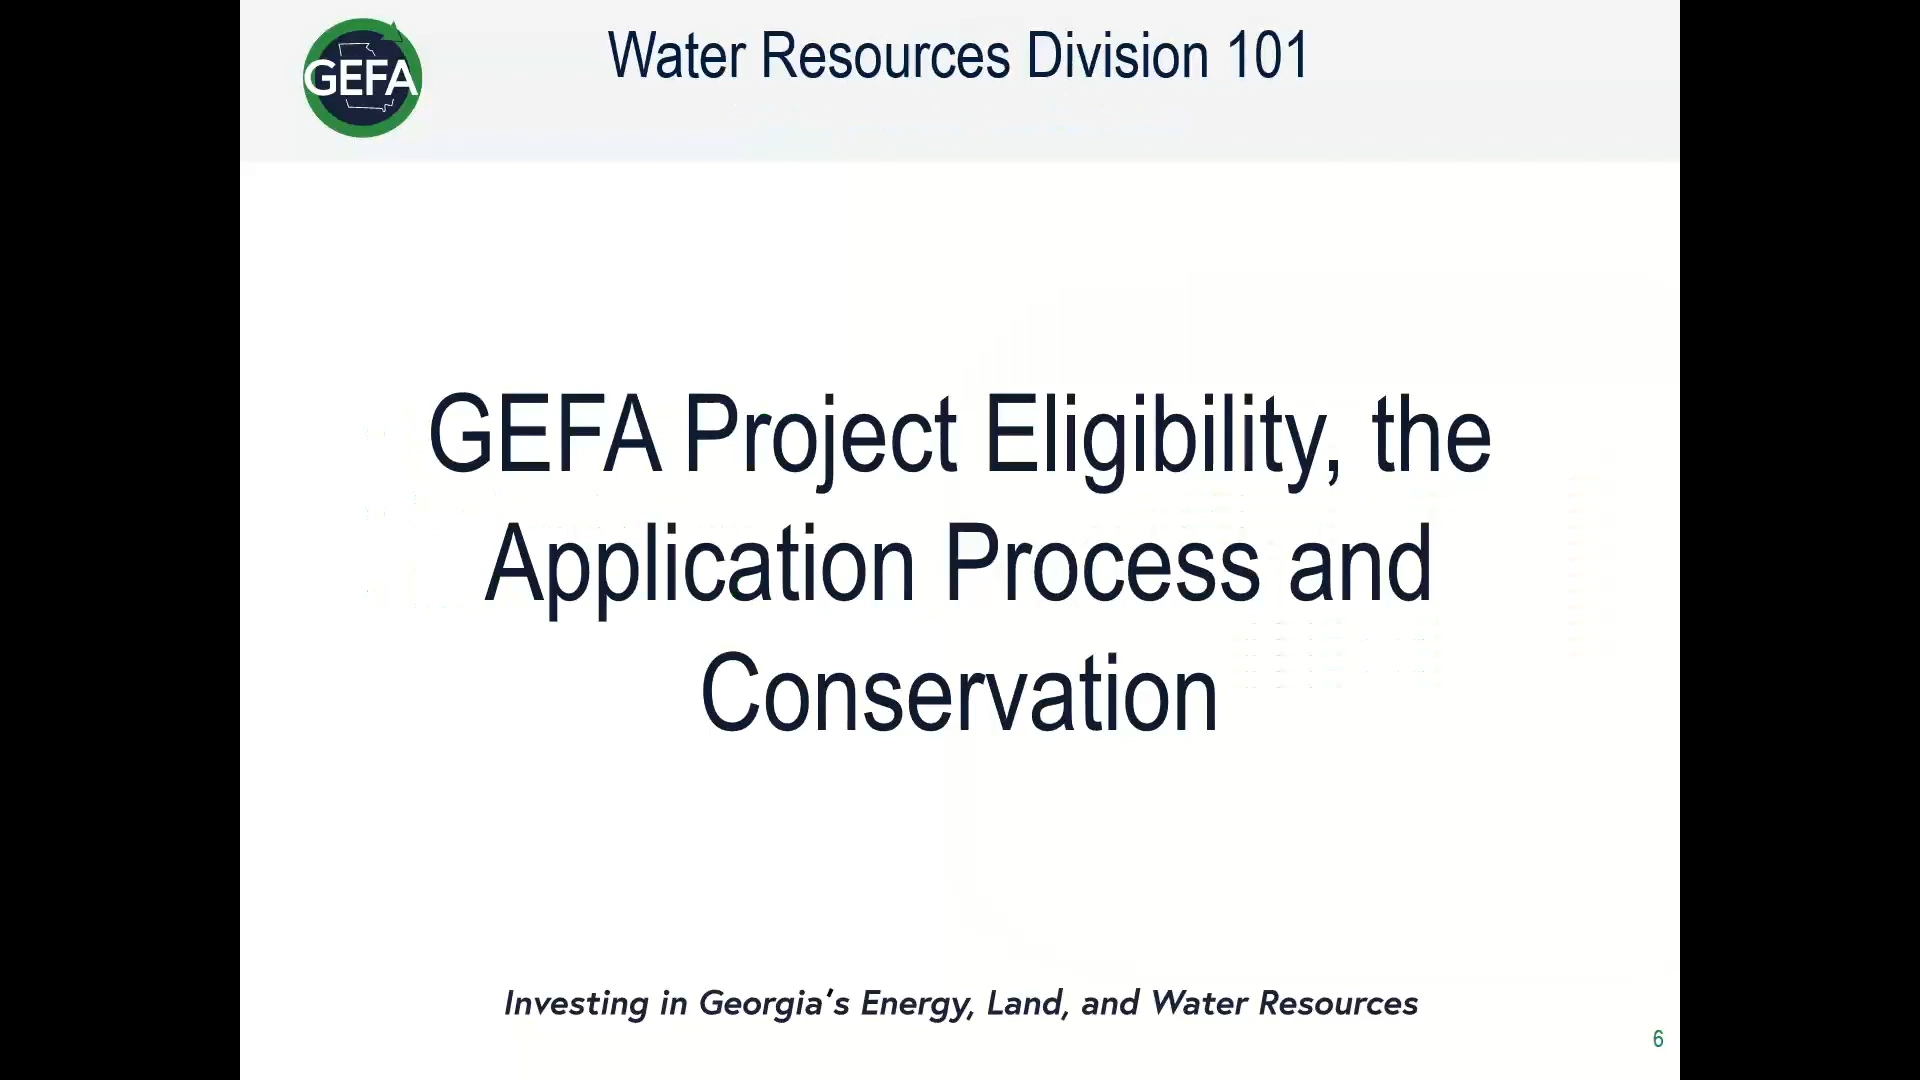 GEFA
Water Resources Division 101
GEFA Project Eligibility, the
Application Process and
Conservation
Investing in Georgia's Energy, Land, and Water Resources
6